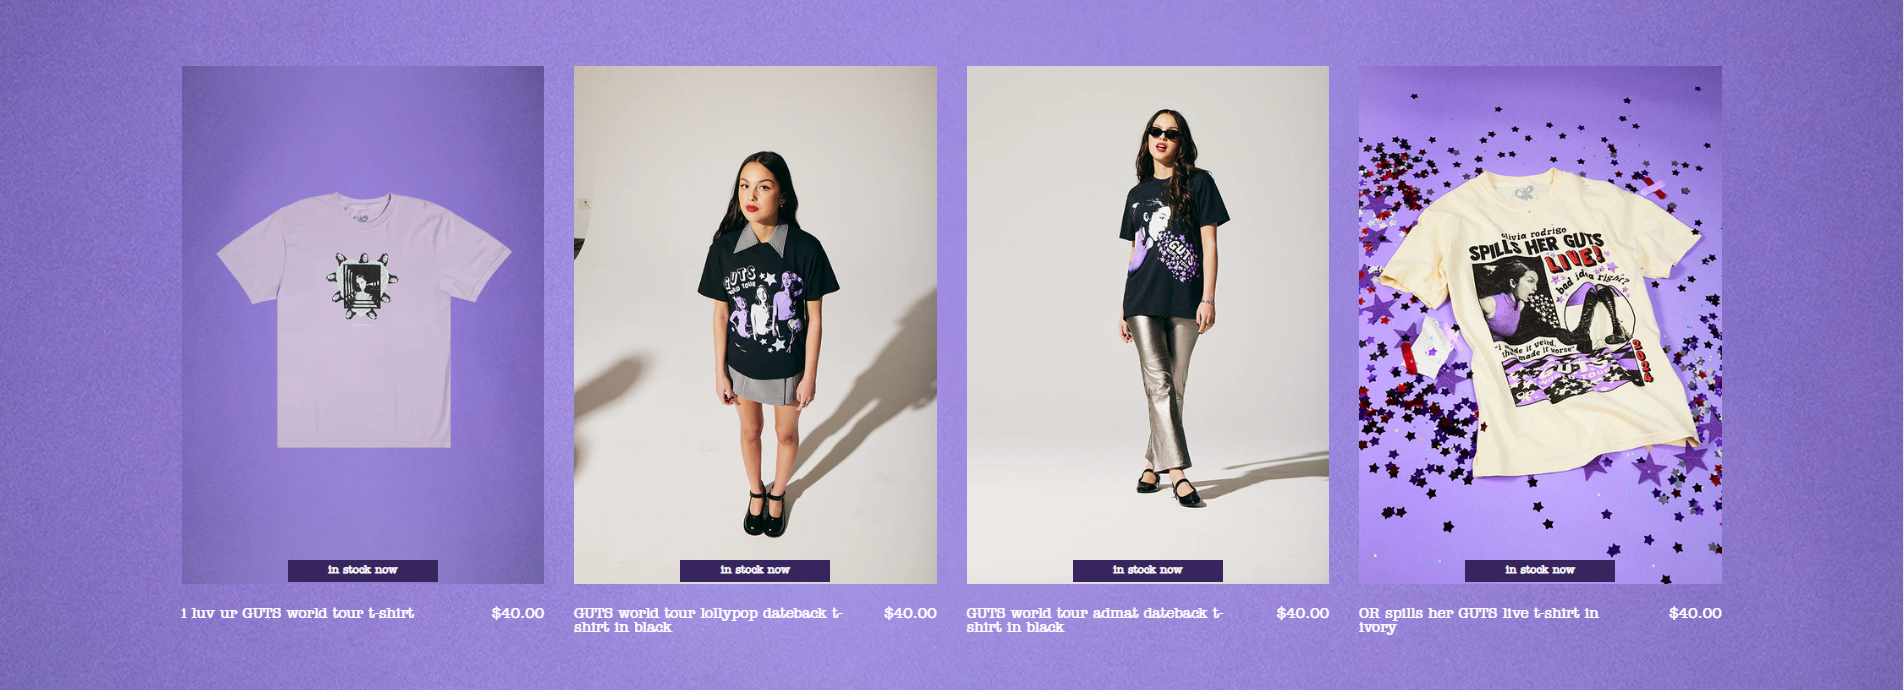 GUTS
WORLD TOUR
GUTS
olivia rodrigo
SPILLS HER GUTS
LIVE!
bad idea right?
"i made it weird,
made it worse"
2024
GUTS
WORLD TOUR
in stock now
in stock now
in stock now
in stock now
i luv ur GUTS world tour t-shirt
$40.00
GUTS world tour lollypop dateback t-
shirt in black
$40.00
GUTS world tour admat dateback t-
shirt in black
$40.00
OR spills her GUTS live t-shirt in
ivory
$40.00